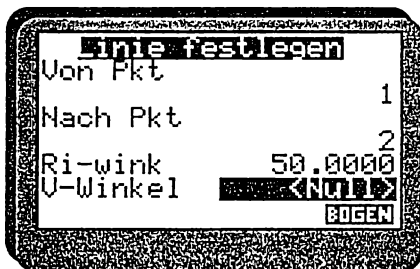 Linie festlegen
Von Pkt
1
Nach Pkt
2
Ri-wink 50.0000
V-Winkel <Null>
BOGEN